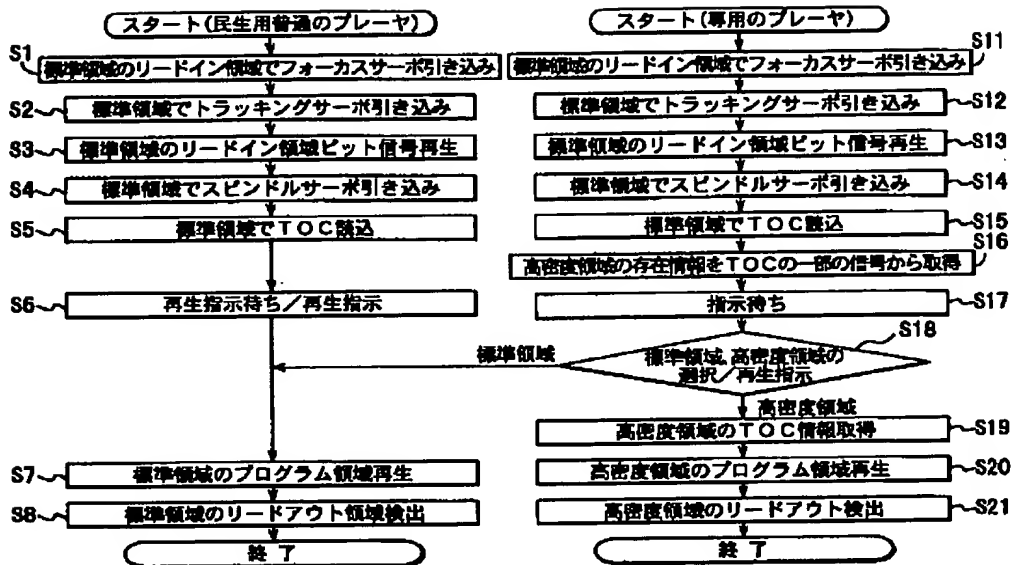 スタート(民生用普通のプレーヤ)
S1
標準領域のリードイン領域でフォーカスサーボ引き込み
S2
標準領域でトラッキングサーボ引き込み
S3
標準領域のリードイン領域ピット信号再生
S4
標準領域でスピンドルサーボ引き込み
S5
標準領域でTOC読込
S6
再生指示待ち/再生指示
S7
標準領域のプログラム領域再生
S8
標準領域のリードアウト領域検出
終了
スタート(専用のプレーヤ)
S11
標準領域のリードイン領域でフォーカスサーボ引き込み
標準領域でトラッキングサーボ引き込み
S12
標準領域のリードイン領域ピット信号再生
S13
標準領域でスピンドルサーボ引き込み
S14
標準領域でTOC読込
S15
S16
高密度領域の存在情報をTOCの一部の信号から取得
指示待ち
S17
S18
標準領域、高密度領域の
選択/再生指示
標準領域
高密度領域
高密度領域のTOC情報取得
S19
高密度領域のプログラム領域再生
S20
高密度領域のリードアウト検出
S21
終了